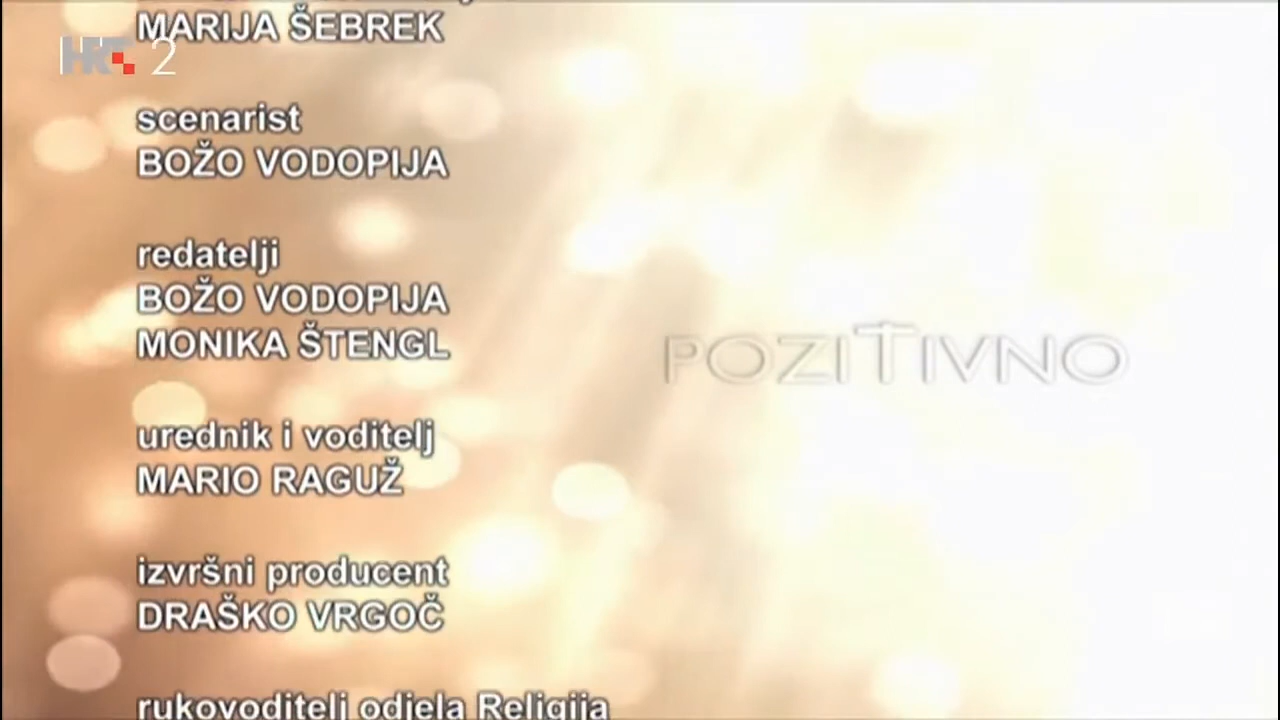 MARIJA ŠEBREK
HRT 2
scenarist
BOŽO VODOPIJA
redatelji
BOŽO VODOPIJA
MONIKA ŠTENGL
POZITIVNO
urednik i voditelj
MARIO RAGUŽ
izvršni producent
DRAŠKO VRGOČ
rukovoditelj odjela Religija